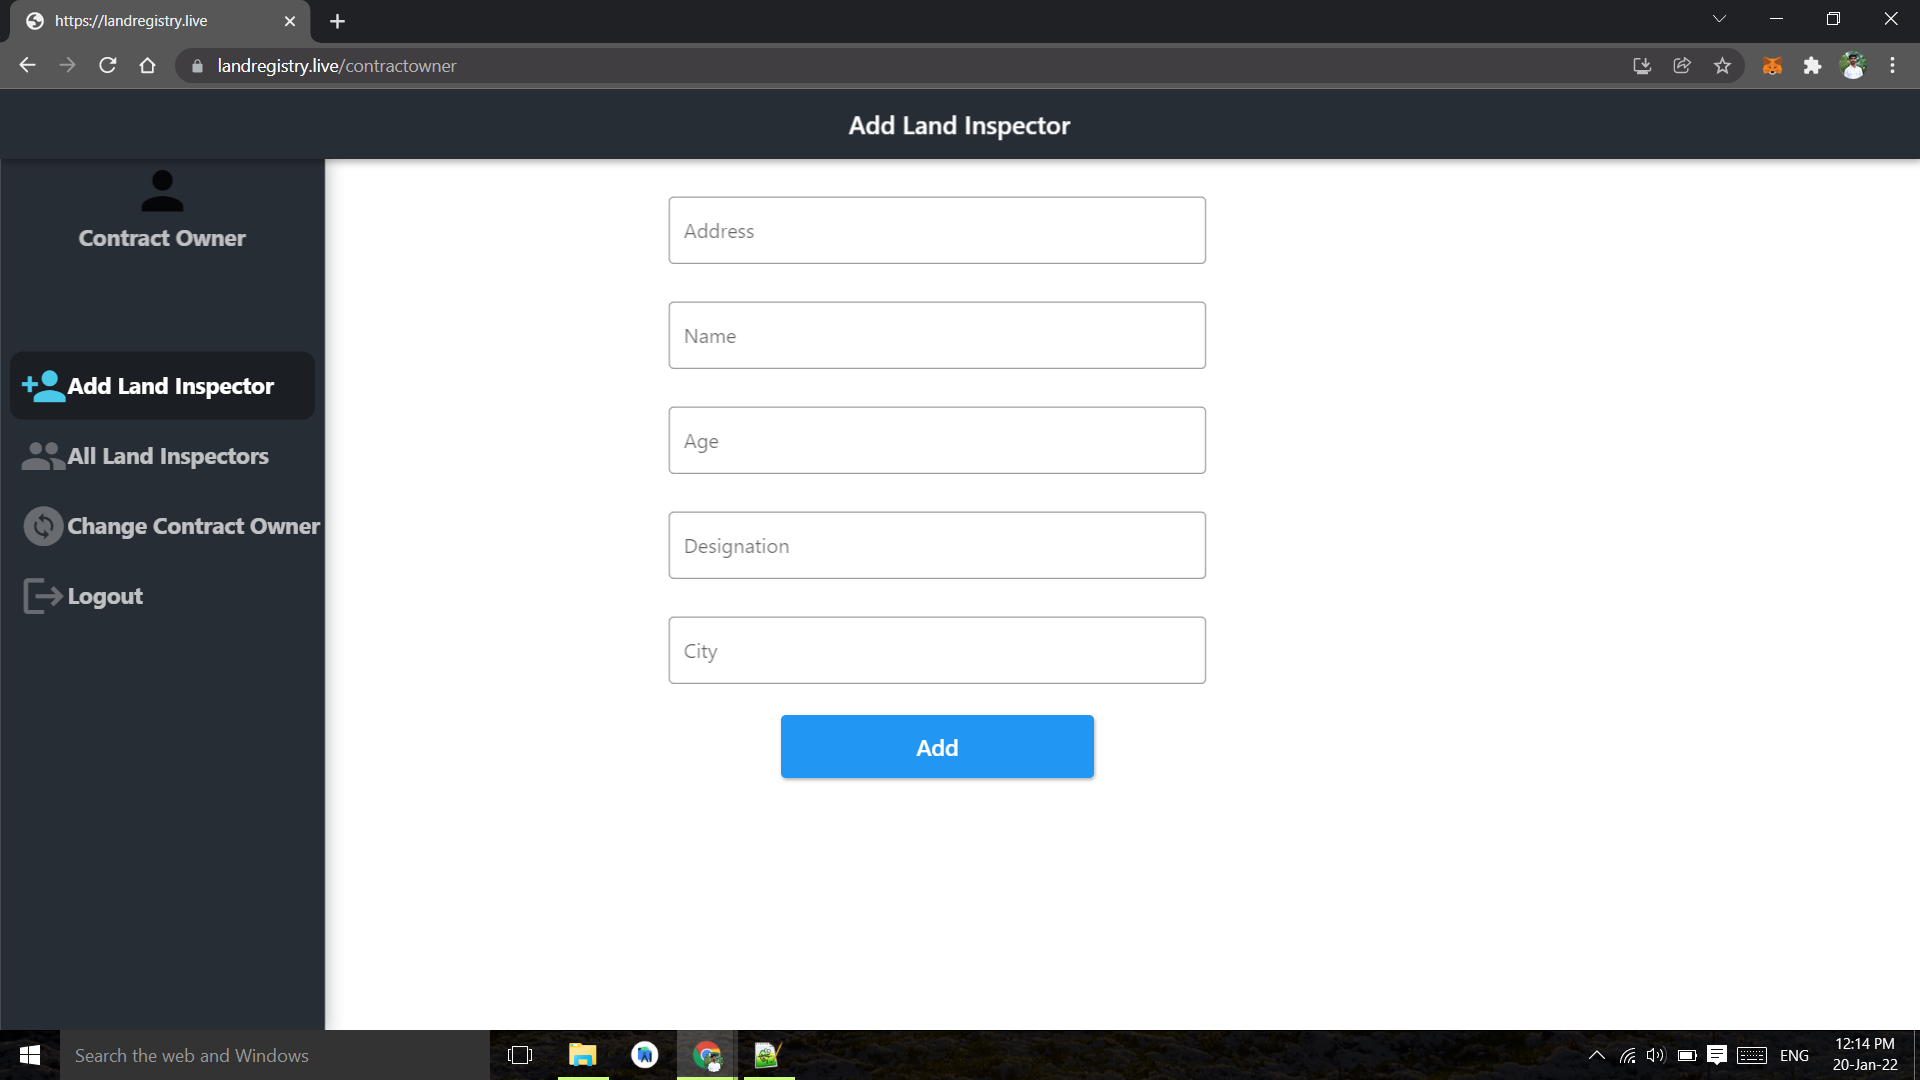 https://landregistry.live
landregistry.live/contractowner
Add Land Inspector
Contract Owner
Add Land Inspector
All Land Inspectors
Change Contract Owner
Logout
Address
Name
Age
Designation
City
Add
Search the web and Windows
ENG
12:14 PM
20-Jan-22